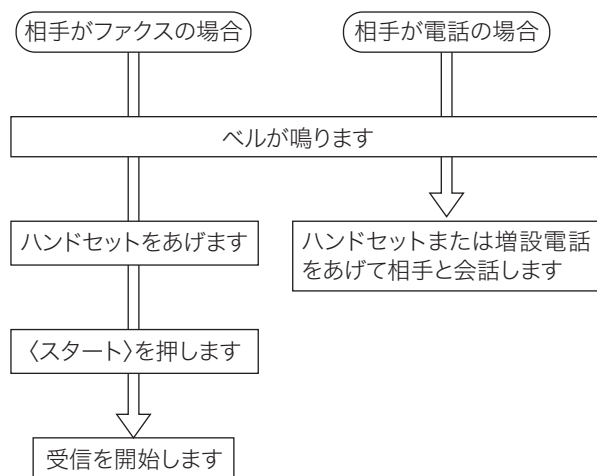 相手がファクスの場合
相手が電話の場合
ベルが鳴ります
ハンドセットをあげます
ハンドセットまたは増設電話
をあげて相手と会話します
〈スタート〉を押します
受信を開始します